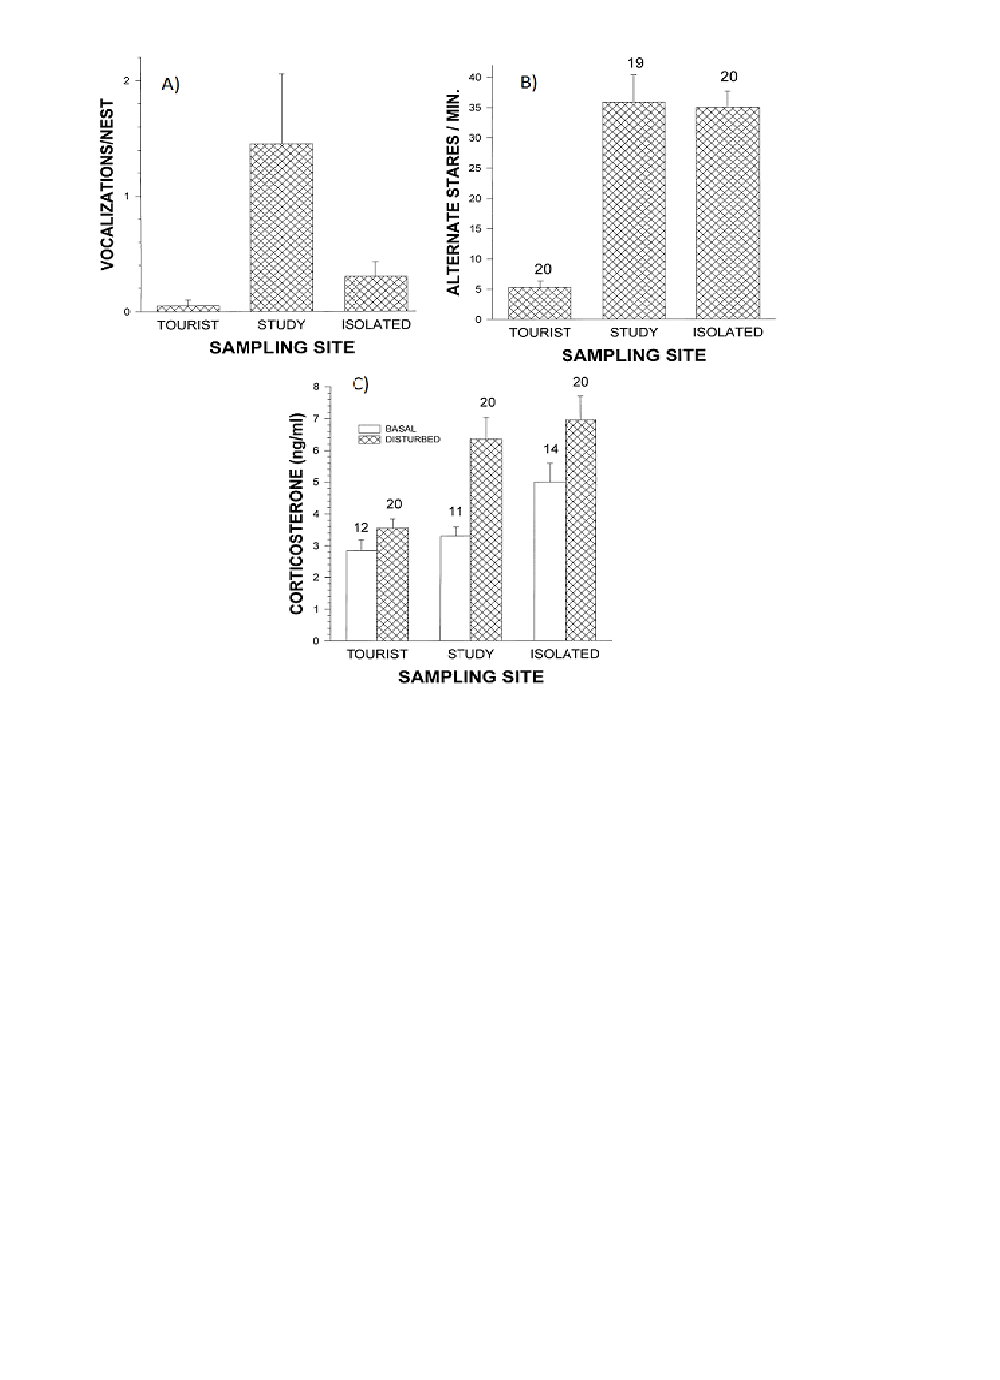 A)
VOCALIZATIONS/NEST
2
1
0
TOURIST STUDY ISOLATED
SAMPLING SITE
B)
ALTERNATE STARES / MIN.
40
35
30
25
20
15
10
5
0
20
19
20
TOURIST STUDY ISOLATED
SAMPLING SITE
C)
CORTICOSTERONE (ng/ml)
8
7
6
5
4
3
2
1
0
BASAL
DISTURBED
12
20
11
20
14
20
TOURIST STUDY ISOLATED
SAMPLING SITE